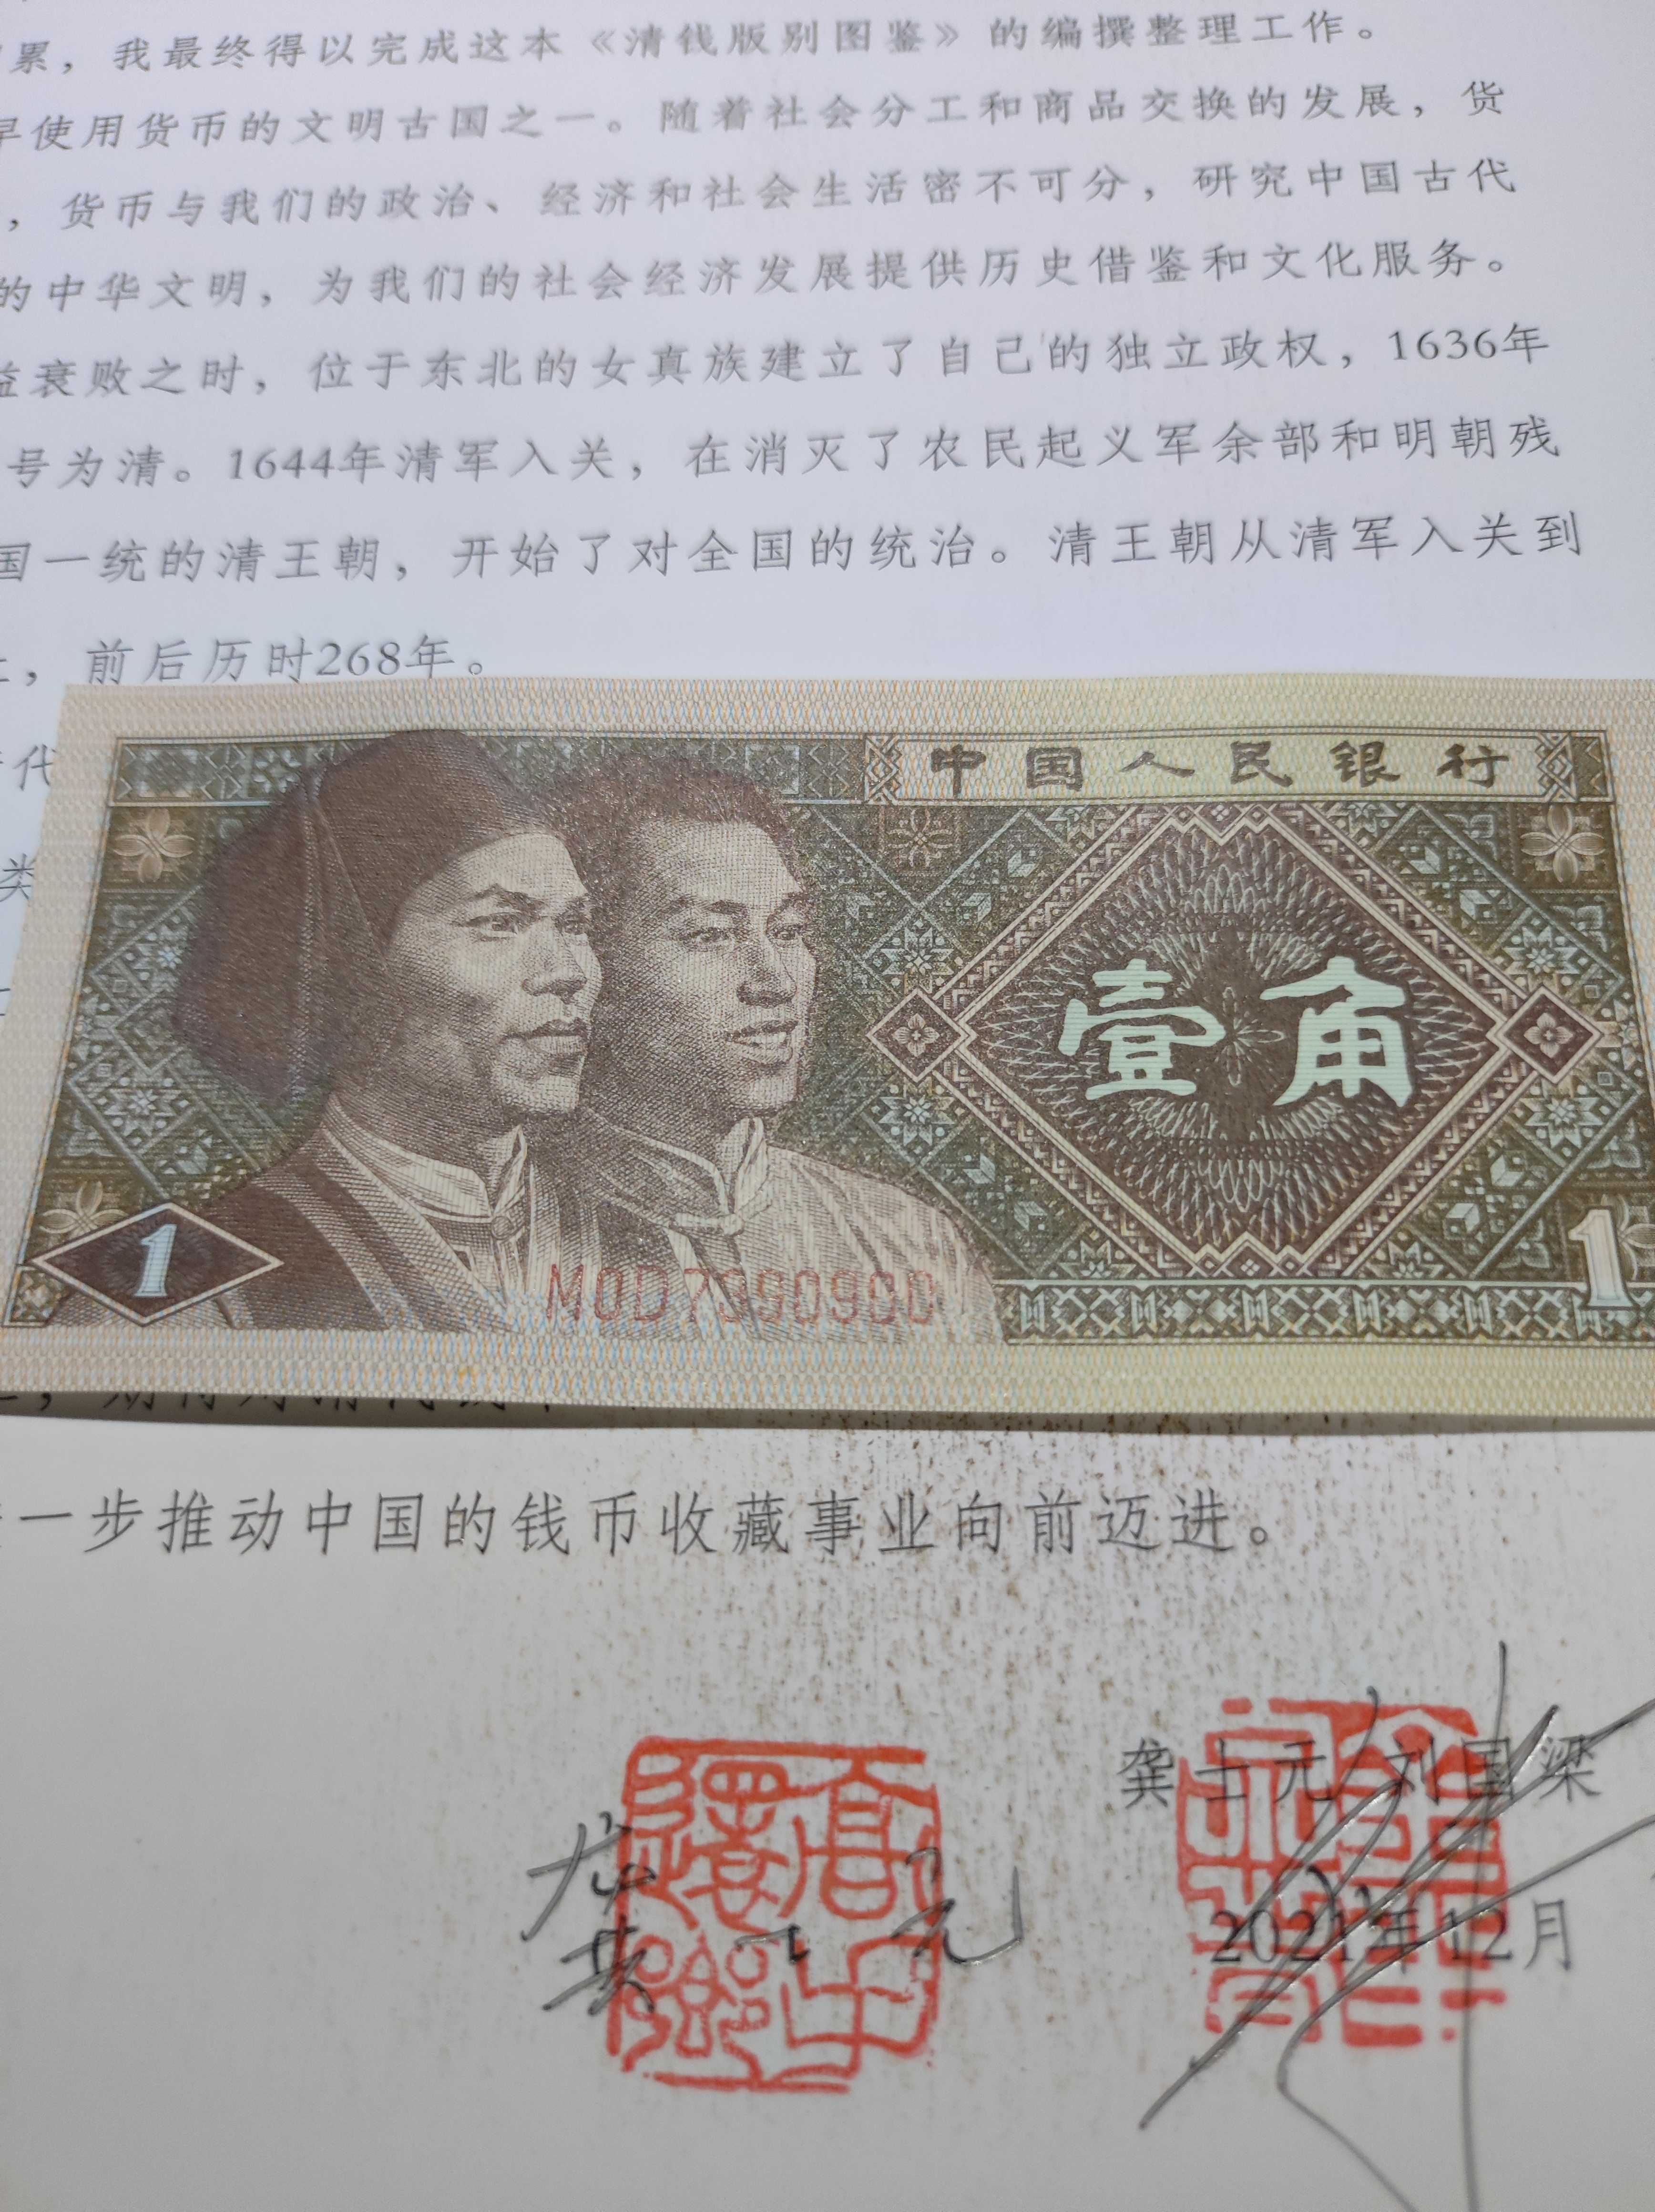 累，我最终得以完成这本《清钱版别图鉴》的编撰整理工作。
早使用货币的文明古国之一。随着社会分工和商品交换的发展，货
，货币与我们的政治、经济和社会生活密不可分，研究中国古代
的中华文明，为我们的社会经济发展提供历史借鉴和文化服务。
益衰败之时，位于东北的女真族建立了自己的独立政权，1636年
号为清。1644年清军入关，在消灭了农民起义军余部和明朝残
国一统的清王朝，开始了对全国的统治。清王朝从清军入关到
，前后历时268年。
代
类
中国人民银行
壹角
1
1
一步推动中国的钱币收藏事业向前迈进。
龚士元 刘国梁
龚士元
2021年12月